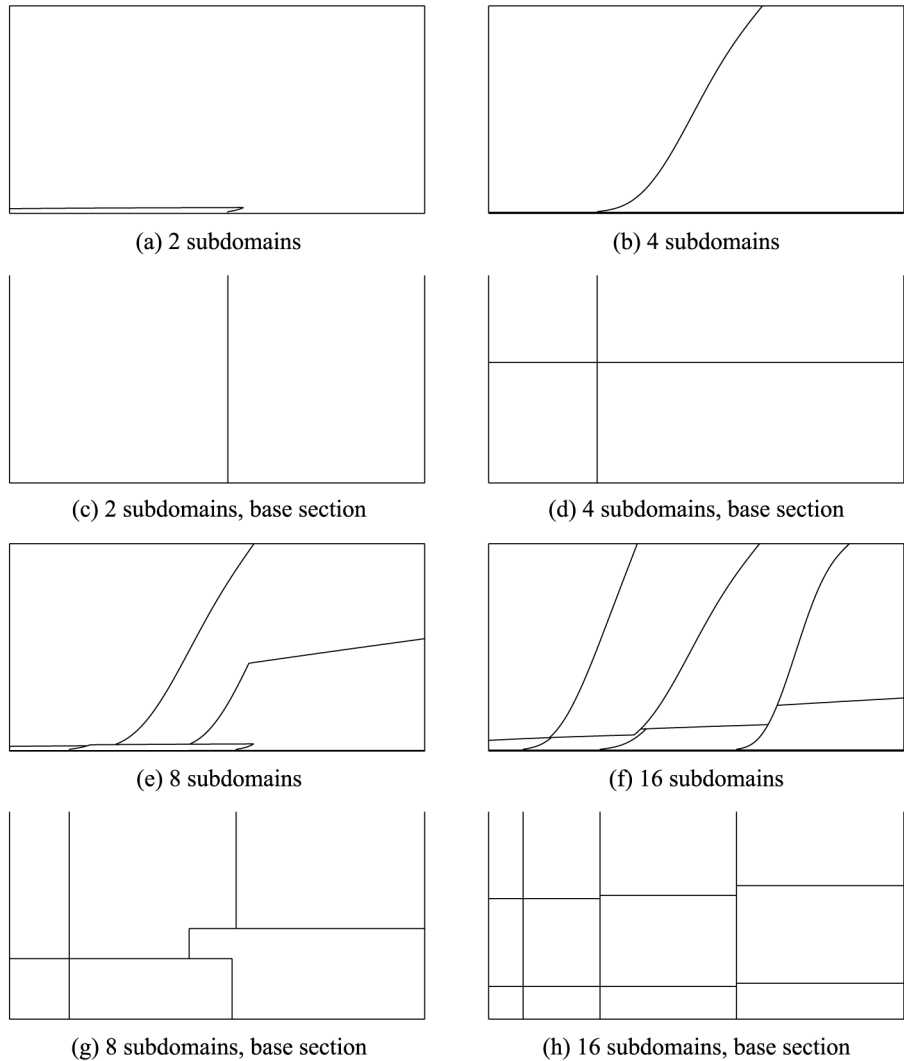 (a) 2 subdomains
(b) 4 subdomains
(c) 2 subdomains, base section
(d) 4 subdomains, base section
(e) 8 subdomains
(f) 16 subdomains
(g) 8 subdomains, base section
(h) 16 subdomains, base section